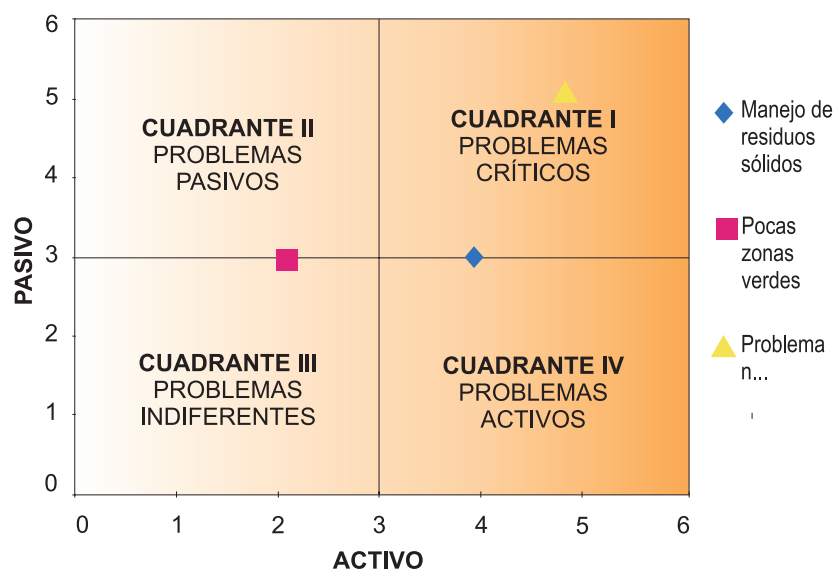 6
5
4
3
2
1
0
PASIVO
CUADRANTE II
PROBLEMAS
PASIVOS
CUADRANTE I
PROBLEMAS
CRÍTICOS
CUADRANTE III
PROBLEMAS
INDIFERENTES
CUADRANTE IV
PROBLEMAS
ACTIVOS
0 1 2 3 4 5 6
ACTIVO
Manejo de
residuos
sólidos
Pocas
zonas
verdes
Problema
n...